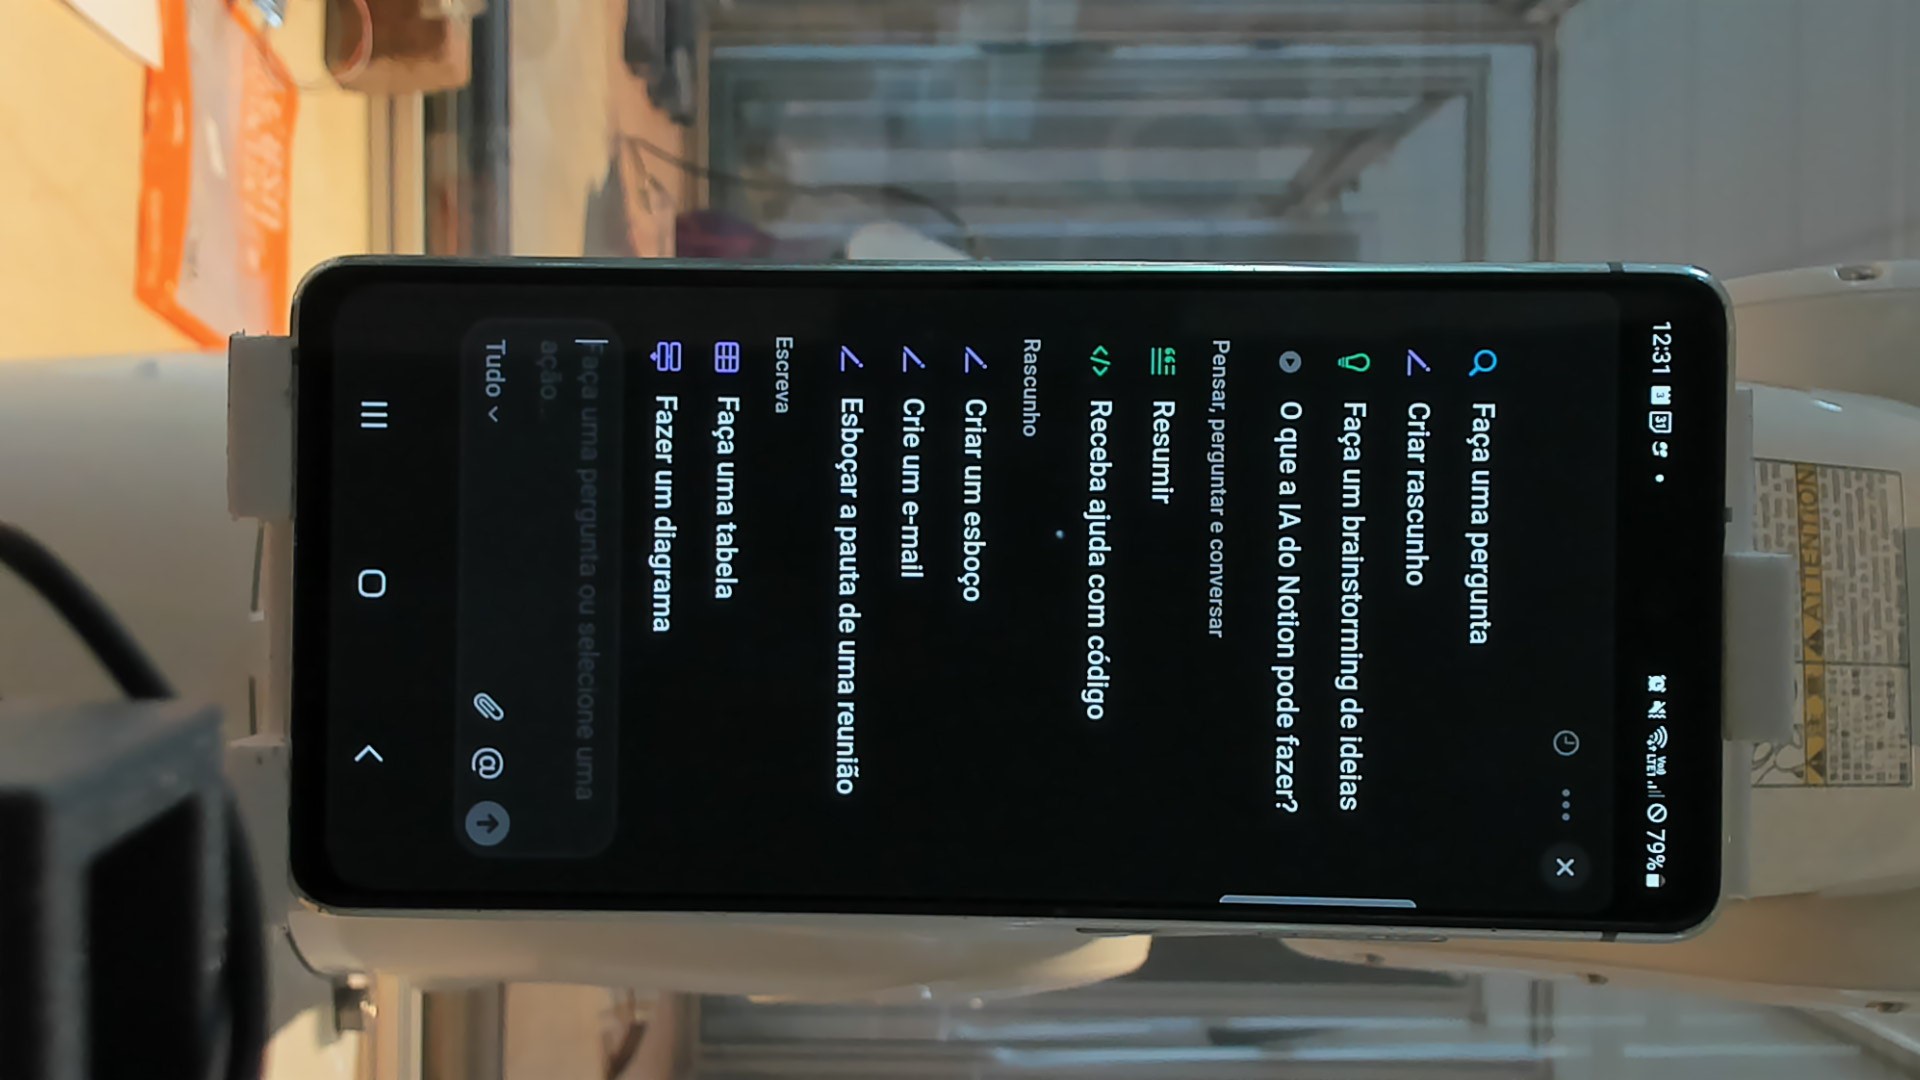 12:31
VoD LTE1 79%
Faça uma pergunta
Criar rascunho
Faça um brainstorming de ideias
O que a IA do Notion pode fazer?
Pensar, perguntar e conversar
Resumir
Receba ajuda com código
Rascunho
Criar um esboço
Crie um e-mail
Esboçar a pauta de uma reunião
Escreva
Faça uma tabela
Fazer um diagrama
Faça uma pergunta ou selecione uma
ação
Tudo